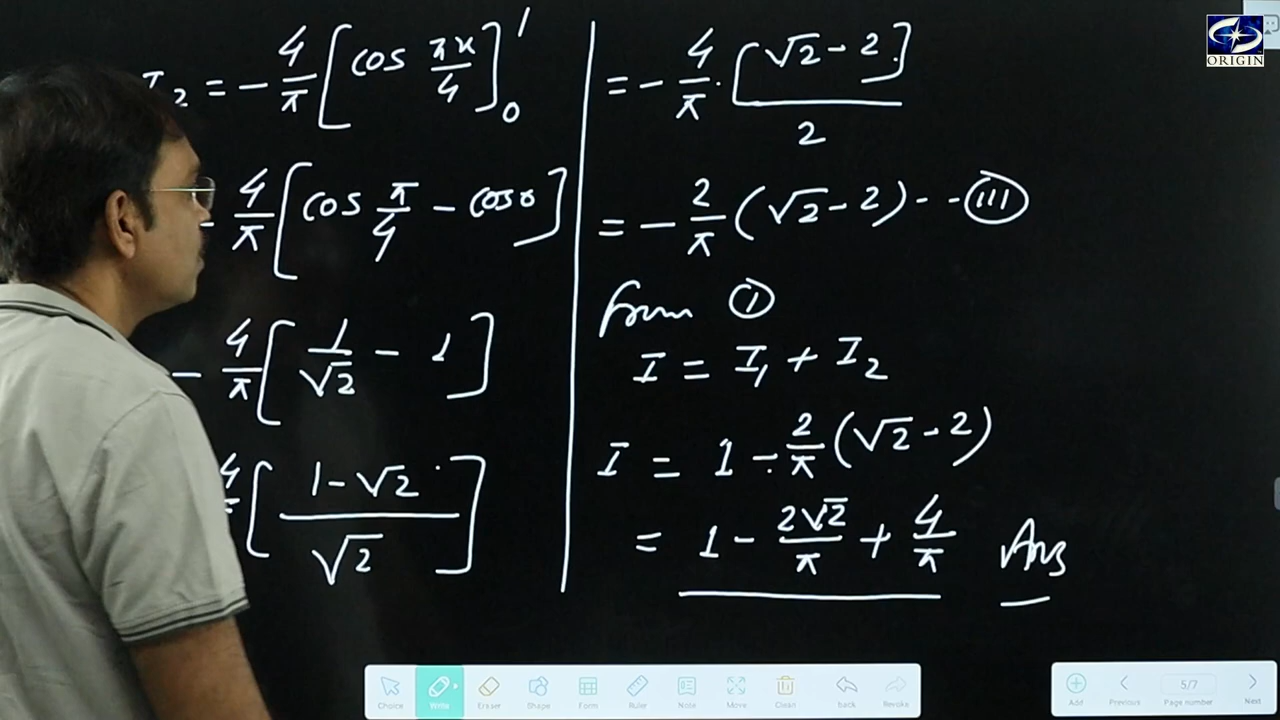 I₂ = - 4/π [cos πx/4]₀¹
- 4/π [cos π/4 - cos 0]
- 4/π [1/√2 - 1]
4/π [(1-√2)/√2]
= - 4/π · [√2 - 2]/2
= - 2/π (√2 - 2) - - (III)
from (I)
I = I₁ + I₂
I = 1 - 2/π (√2 - 2)
= 1 - 2√2/π + 4/π Ans
ORIGIN
Choice Write Eraser Shape Form Ruler Note Move Clean back Revoke
Add Previous 5/7 Page number Next